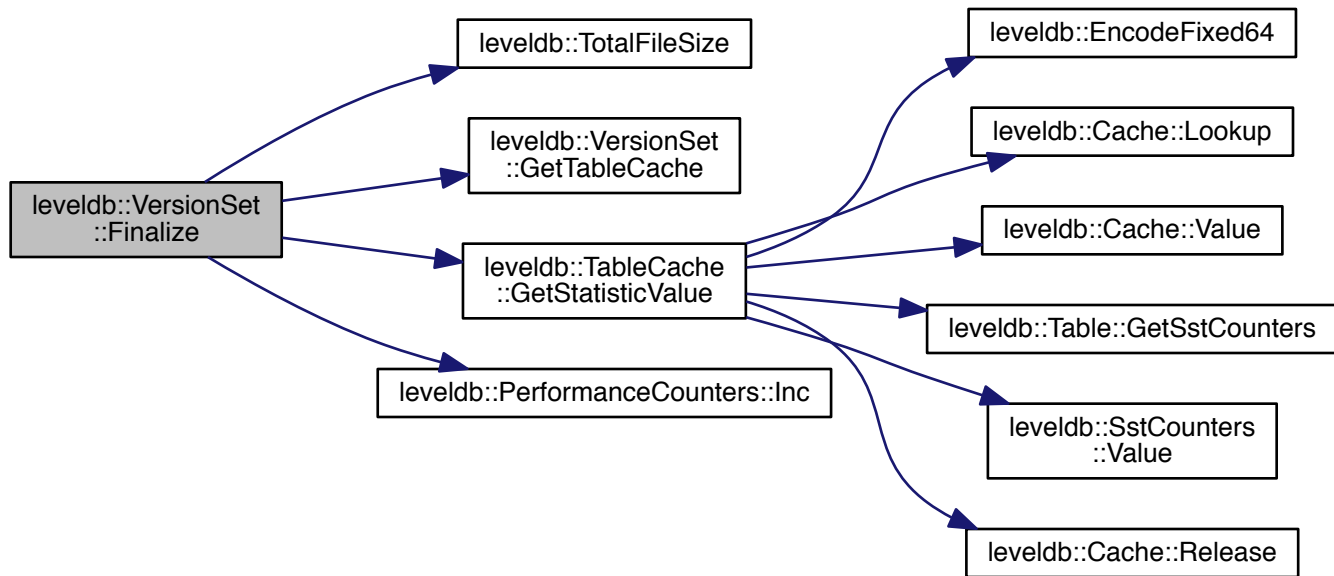 leveldb::VersionSet
::Finalize
leveldb::TotalFileSize
leveldb::VersionSet
::GetTableCache
leveldb::TableCache
::GetStatisticValue
leveldb::PerformanceCounters::Inc
leveldb::EncodeFixed64
leveldb::Cache::Lookup
leveldb::Cache::Value
leveldb::Table::GetSstCounters
leveldb::SstCounters
::Value
leveldb::Cache::Release